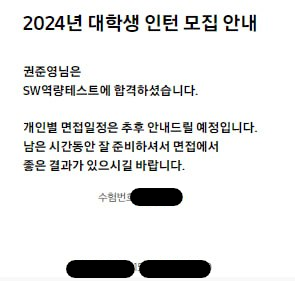 2024년 대학생 인턴 모집 안내
권준영님은
SW역량테스트에 합격하셨습니다.
개인별 면접일정은 추후 안내드릴 예정입니다.
남은 시간동안 잘 준비하셔서 면접에서
좋은 결과가 있으시길 바랍니다.
수험번호